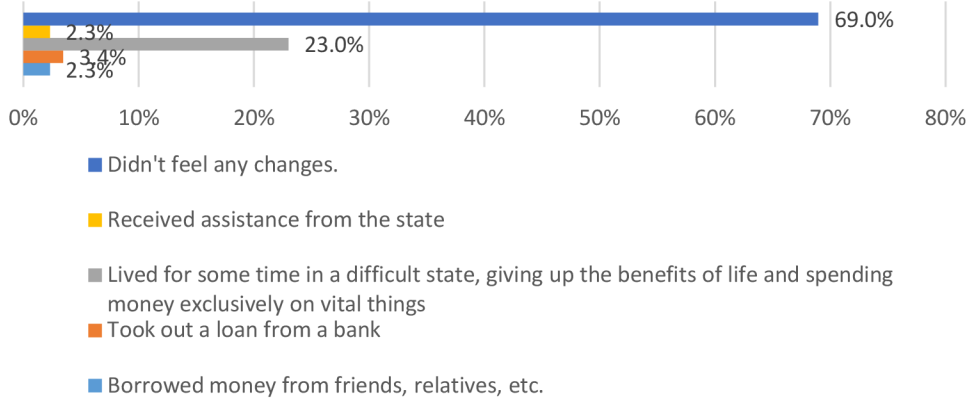 69.0%
2.3%
23.0%
3.4%
2.3%
0% 10% 20% 30% 40% 50% 60% 70% 80%
Didn't feel any changes.
Received assistance from the state
Lived for some time in a difficult state, giving up the benefits of life and spending
money exclusively on vital things
Took out a loan from a bank
Borrowed money from friends, relatives, etc.